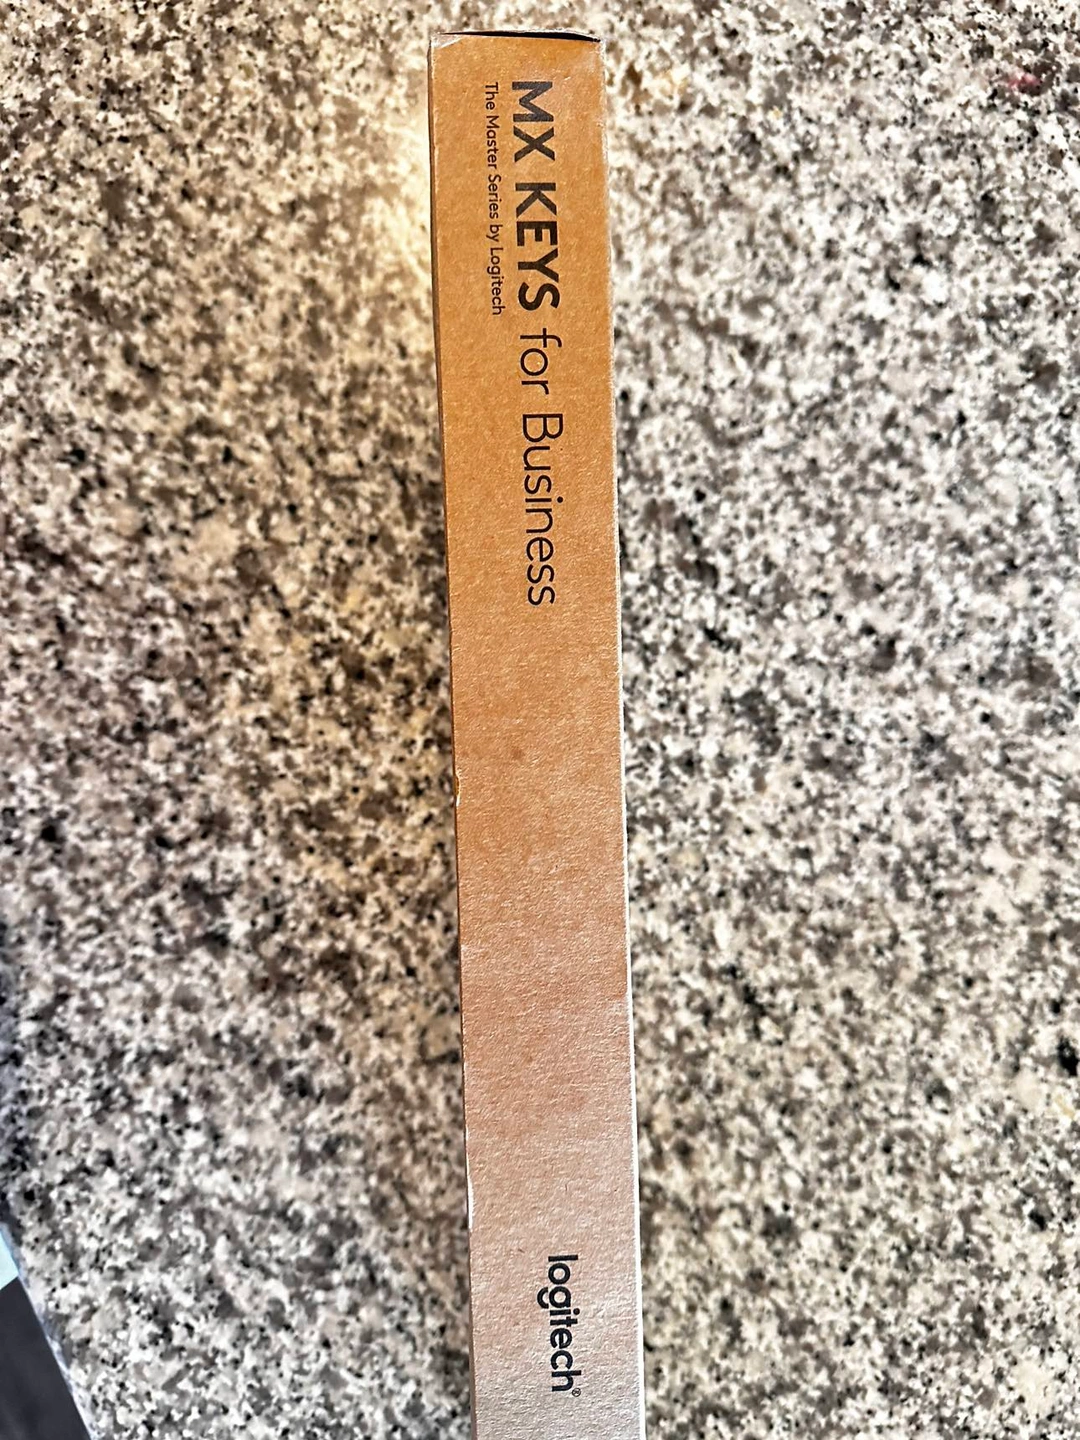 MX KEYS for Business
The Master Series by Logitech
logitech®